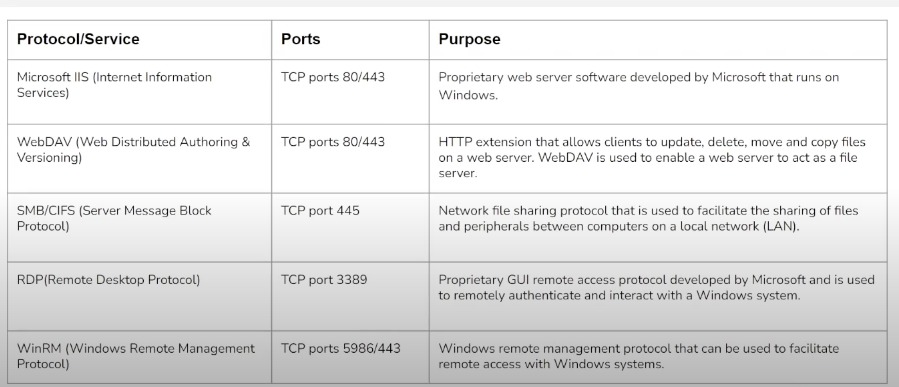 Protocol/Service Ports Purpose
Microsoft IIS (Internet Information TCP ports 80/443 Proprietary web server software developed by Microsoft that runs on
Services) Windows.
WebDAV (Web Distributed Authoring & TCP ports 80/443 HTTP extension that allows clients to update, delete, move and copy files
Versioning) on a web server. WebDAV is used to enable a web server to act as a file
server.
SMB/CIFS (Server Message Block TCP port 445 Network file sharing protocol that is used to facilitate the sharing of files
Protocol) and peripherals between computers on a local network (LAN).
RDP(Remote Desktop Protocol) TCP port 3389 Proprietary GUI remote access protocol developed by Microsoft and is used
to remotely authenticate and interact with a Windows system.
WinRM (Windows Remote Management TCP ports 5986/443 Windows remote management protocol that can be used to facilitate
Protocol) remote access with Windows systems.